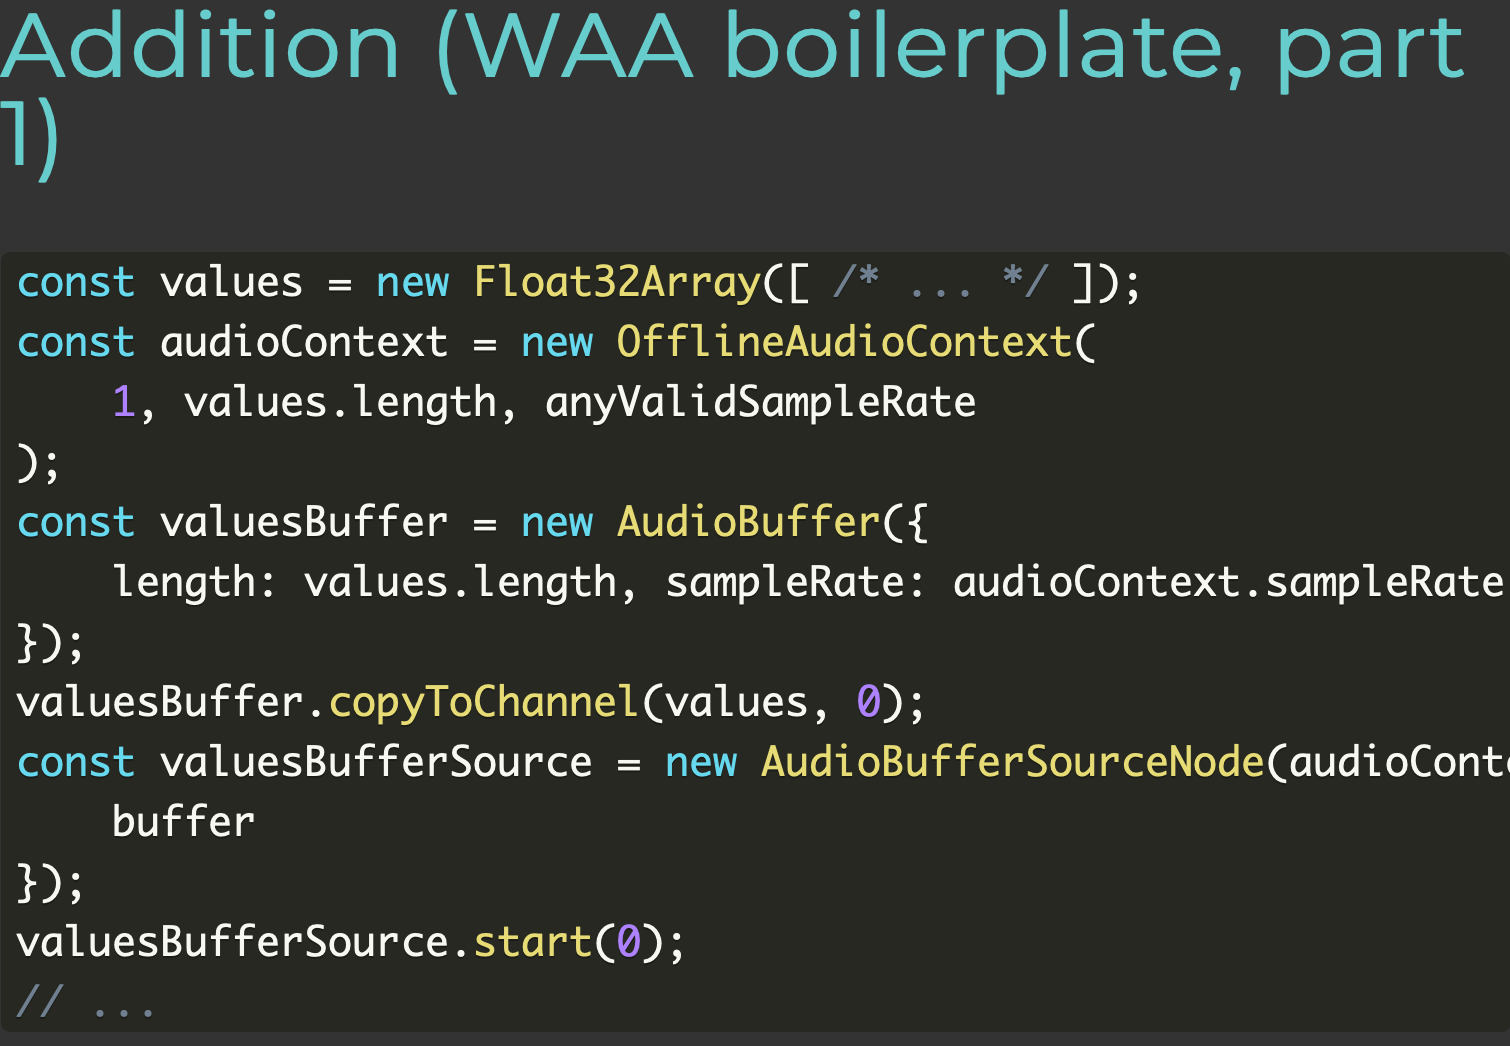 Addition (WAA boilerplate, part
1)
const values = new Float32Array([ /* ... */ ]);
const audioContext = new OfflineAudioContext(
    1, values.length, anyValidSampleRate
);
const valuesBuffer = new AudioBuffer({
    length: values.length, sampleRate: audioContext.sampleRate
});
valuesBuffer.copyToChannel(values, 0);
const valuesBufferSource = new AudioBufferSourceNode(
    buffer
});
valuesBufferSource.start(0);
// ...